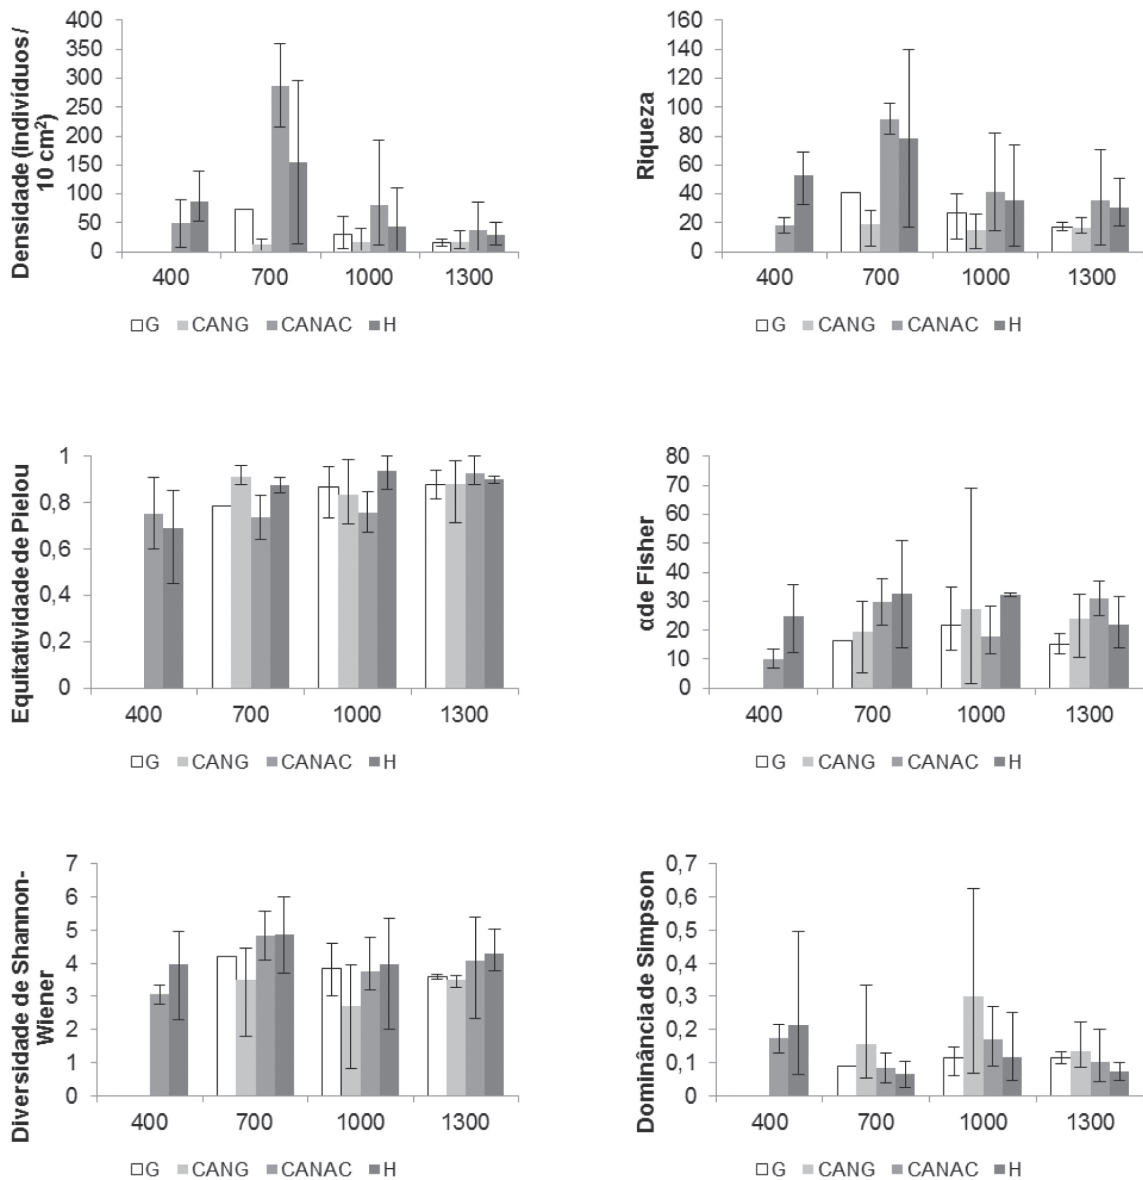 Densidade (indivíduos /
10 cm²)
400
350
300
250
200
150
100
50
0
400 700 1000 1300
G CANG CANAC H
Riqueza
160
140
120
100
80
60
40
20
0
400 700 1000 1300
G CANG CANAC H
Equitatividade de Pielou
1
0,8
0,6
0,4
0,2
0
400 700 1000 1300
G CANG CANAC H
αde Fisher
80
70
60
50
40
30
20
10
0
400 700 1000 1300
G CANG CANAC H
Diversidade de Shannon-
Wiener
7
6
5
4
3
2
1
0
400 700 1000 1300
G CANG CANAC H
Dominância de Simpson
0,7
0,6
0,5
0,4
0,3
0,2
0,1
0
400 700 1000 1300
G CANG CANAC H